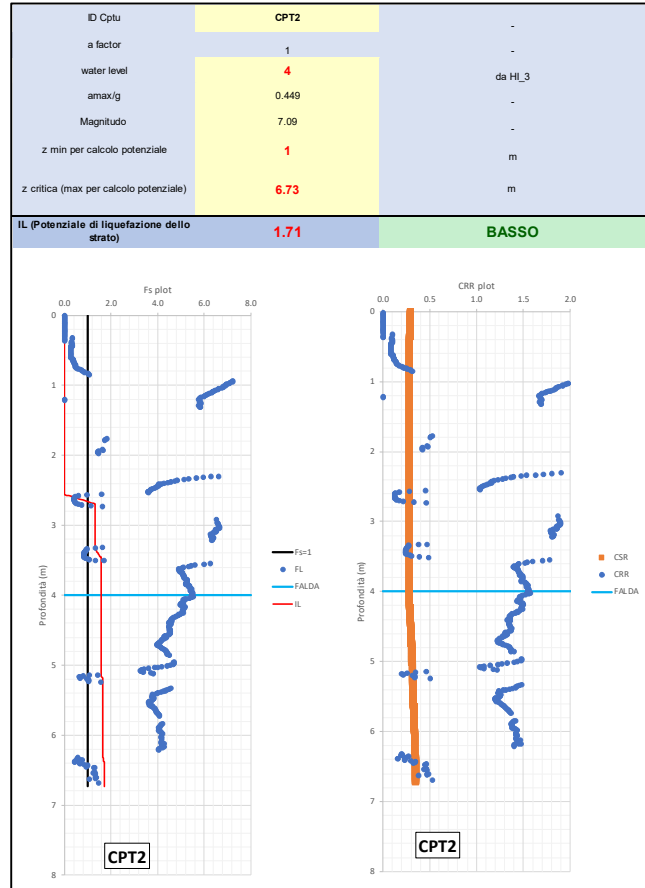 ID Cptu CPT2 -
a factor 1 -
water level 4 da HI_3
amax/g 0.449 -
Magnitudo 7.09 -
z min per calcolo potenziale 1 m
z critica (max per calcolo potenziale) 6.73 m
IL (Potenziale di liquefazione dello strato) 1.71 BASSO
Fs plot
0.0 2.0 4.0 6.0 8.0
0
1
2
3
4
5
6
7
8
Profondità (m)
Fs=1
FL
FALDA
IL
CPT2
CRR plot
0.0 0.5 1.0 1.5 2.0
0
1
2
3
4
5
6
7
8
Profondità (m)
CSR
CRR
FALDA
CPT2